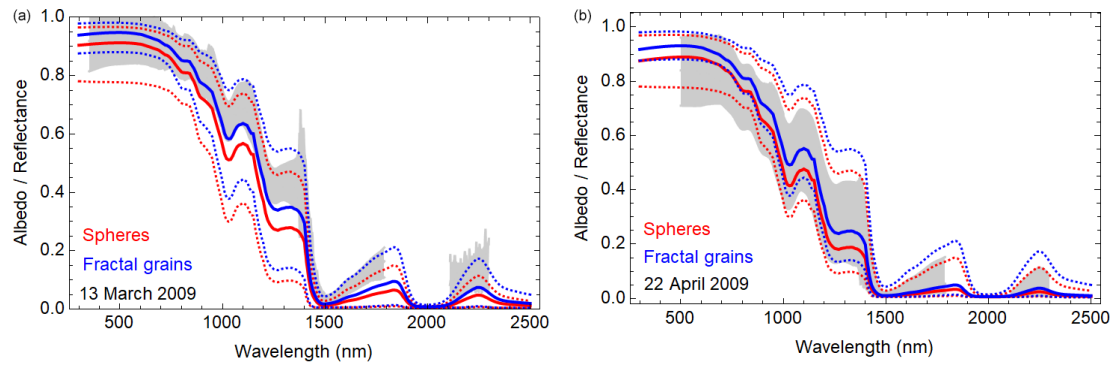 (a)
1.0
0.8
0.6
0.4
0.2
0.0
Albedo / Reflectance
Spheres
Fractal grains
13 March 2009
500
1000
1500
2000
2500
Wavelength (nm)
(b)
1.0
0.8
0.6
0.4
0.2
0.0
Albedo / Reflectance
Spheres
Fractal grains
22 April 2009
500
1000
1500
2000
2500
Wavelength (nm)